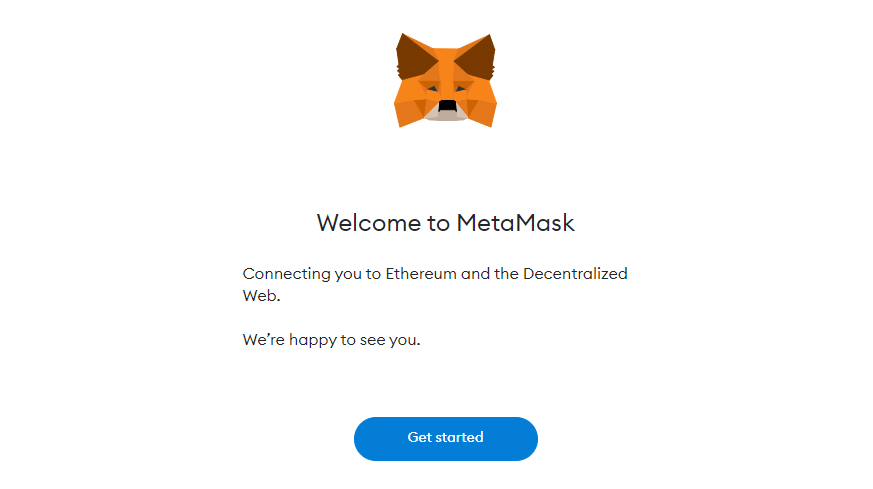 Welcome to MetaMask
Connecting you to Ethereum and the Decentralized
Web.
We’re happy to see you.
Get started